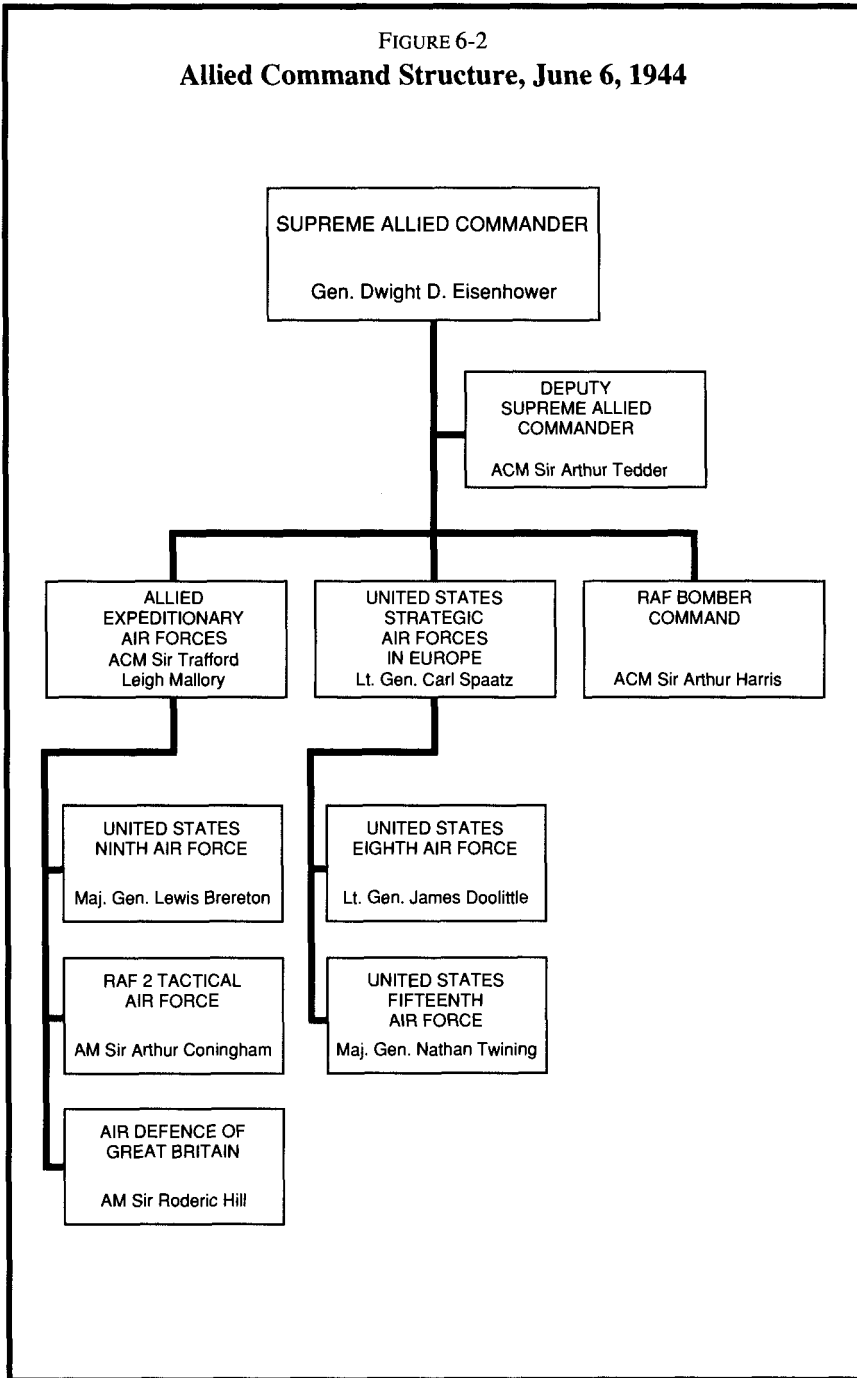 FIGURE 6-2
Allied Command Structure, June 6, 1944
SUPREME ALLIED COMMANDER
Gen. Dwight D. Eisenhower
DEPUTY
SUPREME ALLIED
COMMANDER
ACM Sir Arthur Tedder
ALLIED
EXPEDITIONARY
AIR FORCES
ACM Sir Trafford
Leigh Mallory
UNITED STATES
STRATEGIC
AIR FORCES
IN EUROPE
Lt. Gen. Carl Spaatz
RAF BOMBER
COMMAND
ACM Sir Arthur Harris
UNITED STATES
NINTH AIR FORCE
Maj. Gen. Lewis Brereton
UNITED STATES
EIGHTH AIR FORCE
Lt. Gen. James Doolittle
RAF 2 TACTICAL
AIR FORCE
AM Sir Arthur Coningham
UNITED STATES
FIFTEENTH
AIR FORCE
Maj. Gen. Nathan Twining
AIR DEFENCE OF
GREAT BRITAIN
AM Sir Roderic Hill